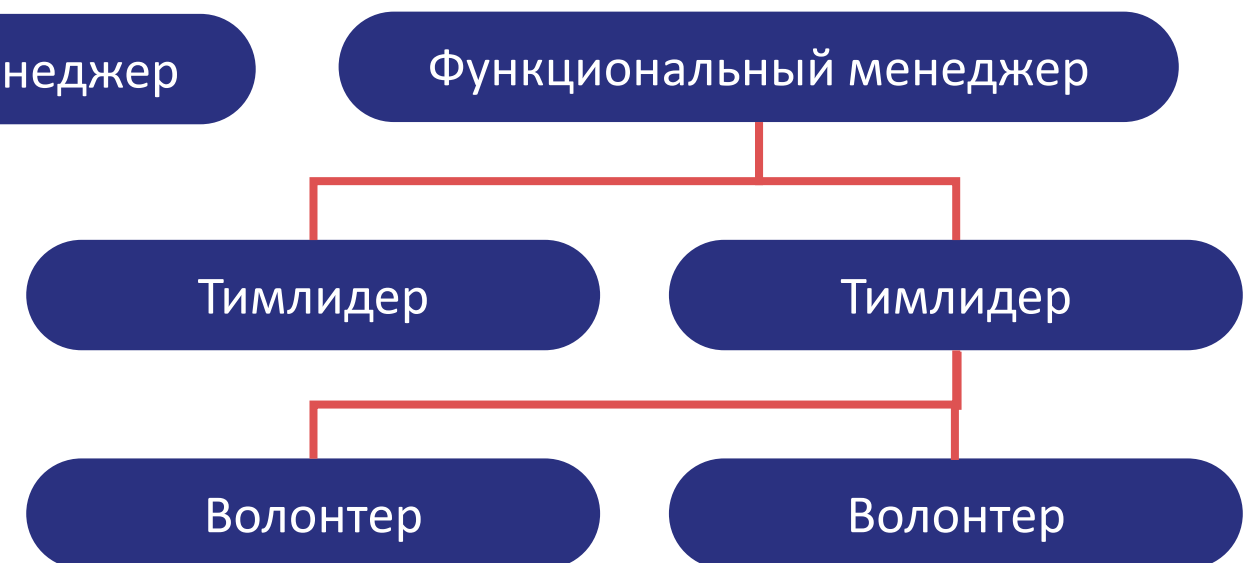 неджер
Функциональный менеджер
Тимлидер
Тимлидер
Волонтер
Волонтер